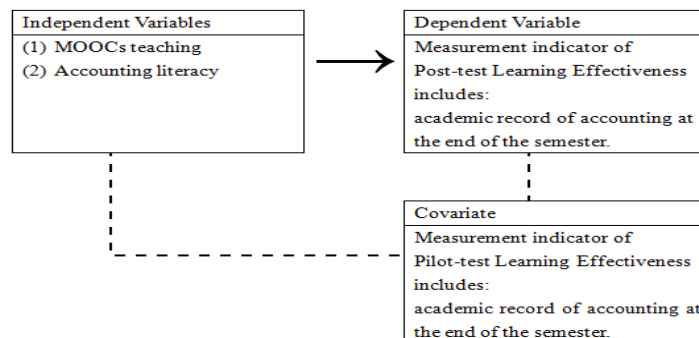 Independent Variables
(1) MOOCs teaching
(2) Accounting literacy
Dependent Variable
Measurement indicator of
Post-test Learning Effectiveness
includes:
academic record of accounting at
the end of the semester.
Covariate
Measurement indicator of
Pilot-test Learning Effectiveness
includes:
academic record of accounting at
the end of the semester.